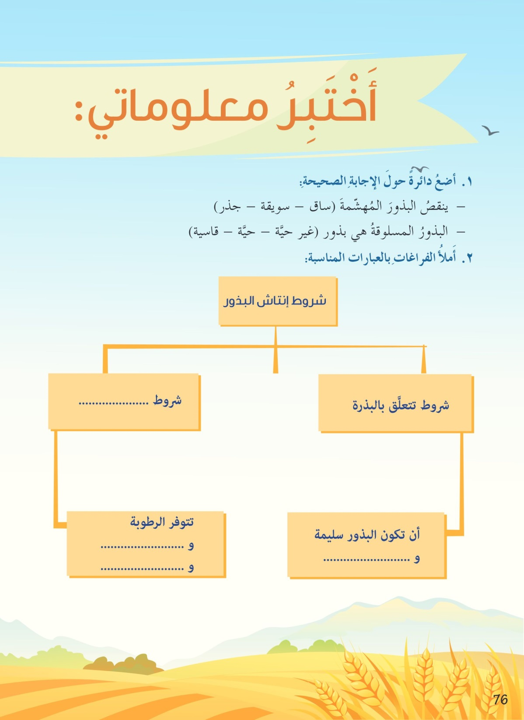 أَخْتَبِرُ معلوماتي:
١. أضعُ دائرةً حولَ الإجابةِ الصحيحة:
– ينقصُ البذورَ المُهشّمةَ (ساق – سويقة – جذر)
– البذورُ المسلوقةُ هي بذور (غير حيَّة – حيَّة – قاسية)
٢. أملأُ الفراغاتِ بالعبارات المناسبة:
شروط إنتاش البذور
شروط تتعلَّق بالبذرة
شروط .....................
أن تكون البذور سليمة
و ..........................
تتوفر الرطوبة
و .........................
و .........................
76